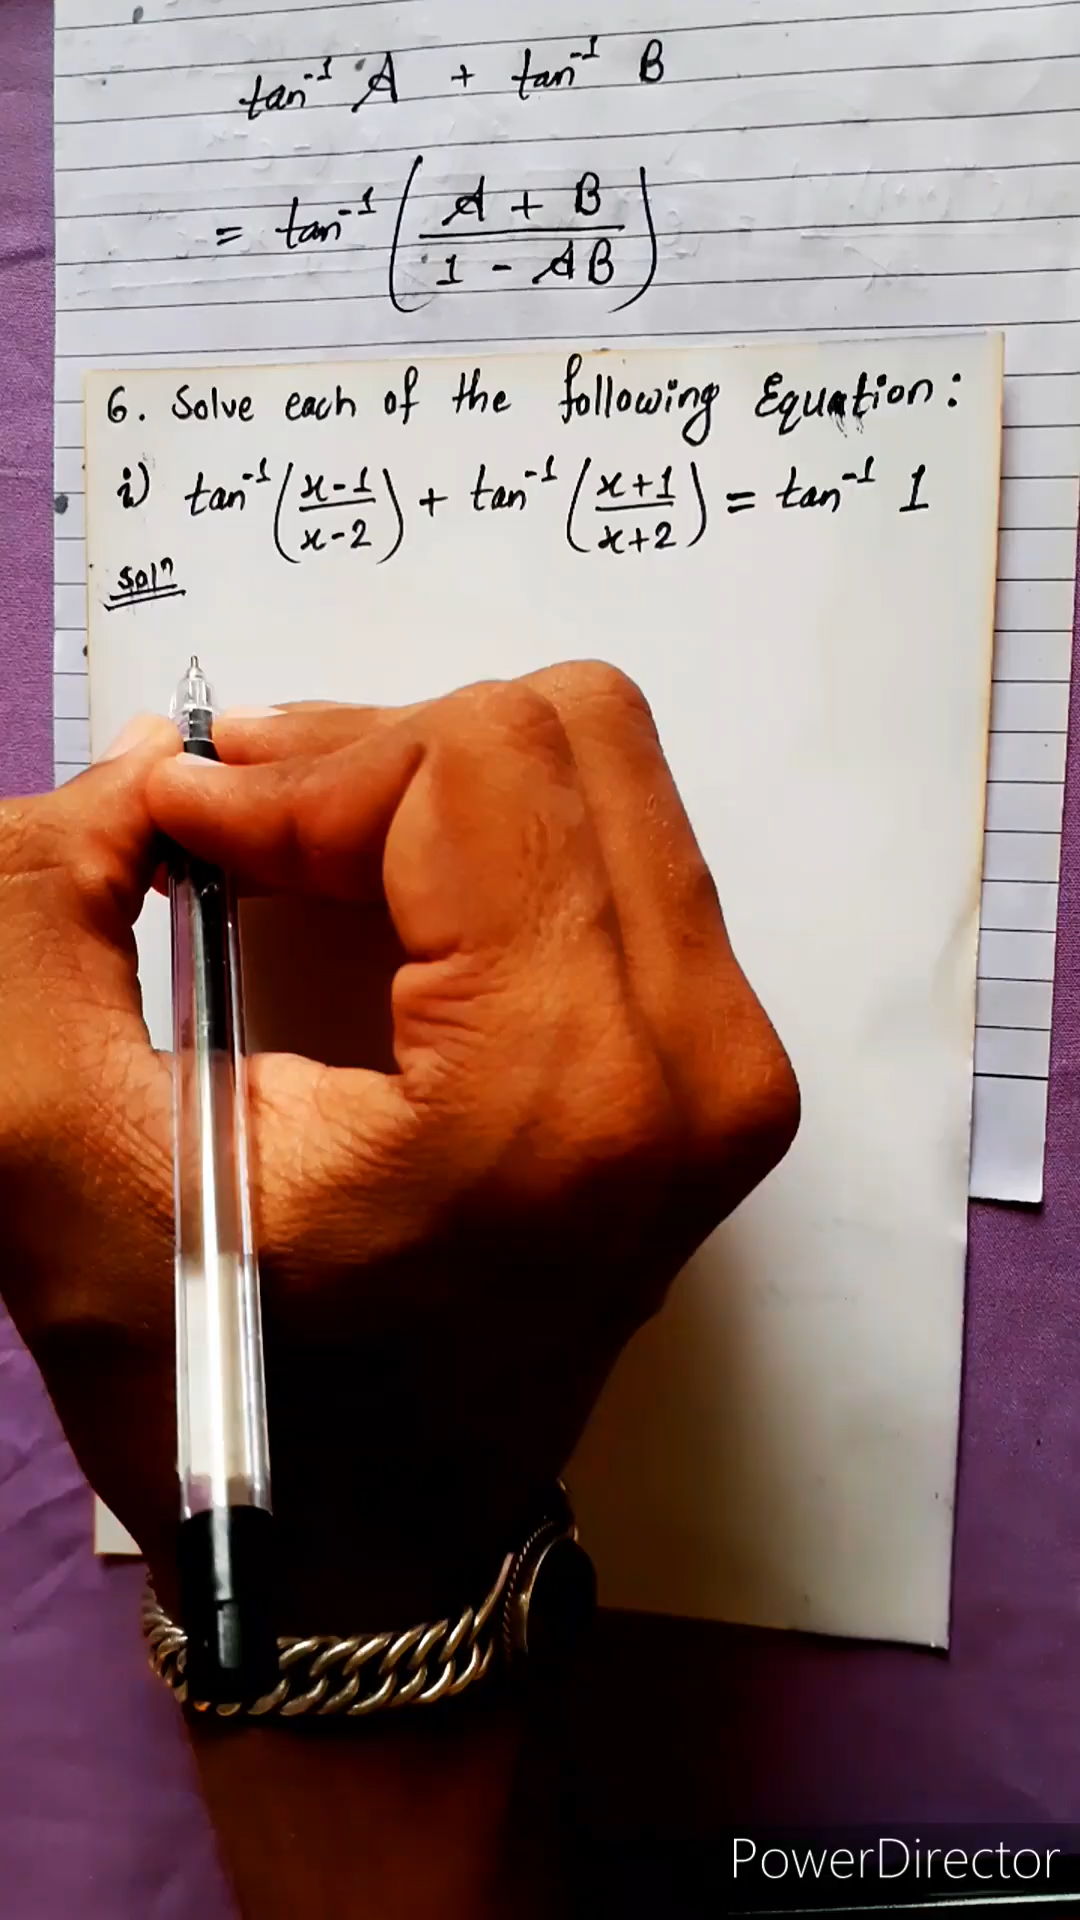 tan⁻¹ A + tan⁻¹ B
= tan⁻¹ ( (A + B) / (1 - AB) )
6. Solve each of the following Equation:
i) tan⁻¹ ( (x-1) / (x-2) ) + tan⁻¹ ( (x+1) / (x+2) ) = tan⁻¹ 1
Solⁿ
PowerDirector